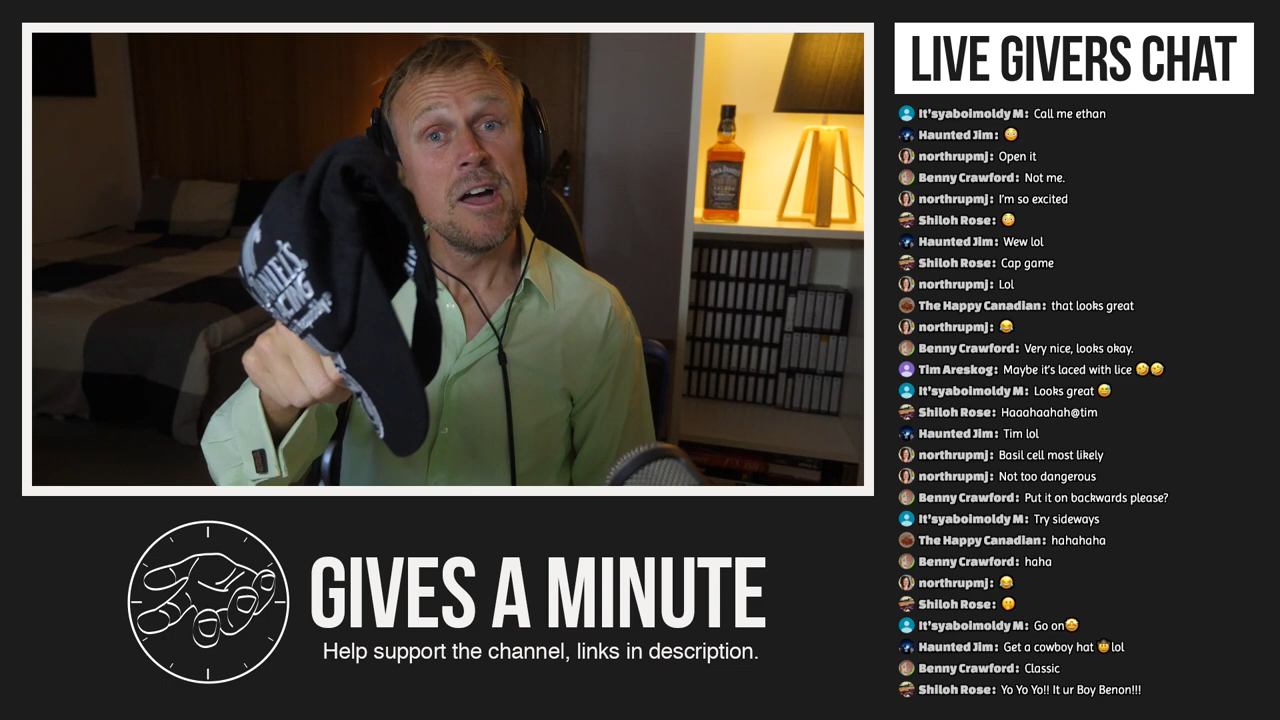 LIVE GIVERS CHAT
It'syaboimoldy M: Call me ethan
Haunted Jim: 😳
northrupmj: Open it
Benny Crawford: Not me.
northrupmj: I'm so excited
Shiloh Rose: 😳
Haunted Jim: Wew lol
Shiloh Rose: Cap game
northrupmj: Lol
The Happy Canadian: that looks great
northrupmj: 😂
Benny Crawford: Very nice, looks okay.
Tim Areskog: Maybe it's laced with lice 🤣🤣
It'syaboimoldy M: Looks great 😅
Shiloh Rose: Haaahaahah@tim
Haunted Jim: Tim lol
northrupmj: Basil cell most likely
northrupmj: Not too dangerous
Benny Crawford: Put it on backwards please?
It'syaboimoldy M: Try sideways
The Happy Canadian: hahahaha
Benny Crawford: haha
northrupmj: 😂
Shiloh Rose: 🤭
It'syaboimoldy M: Go on🤩
Haunted Jim: Get a cowboy hat 🤠lol
Benny Crawford: Classic
Shiloh Rose: Yo Yo Yo!! It ur Boy Benon!!!
JACK DANIEL'S
GIVES A MINUTE
Help support the channel, links in description.